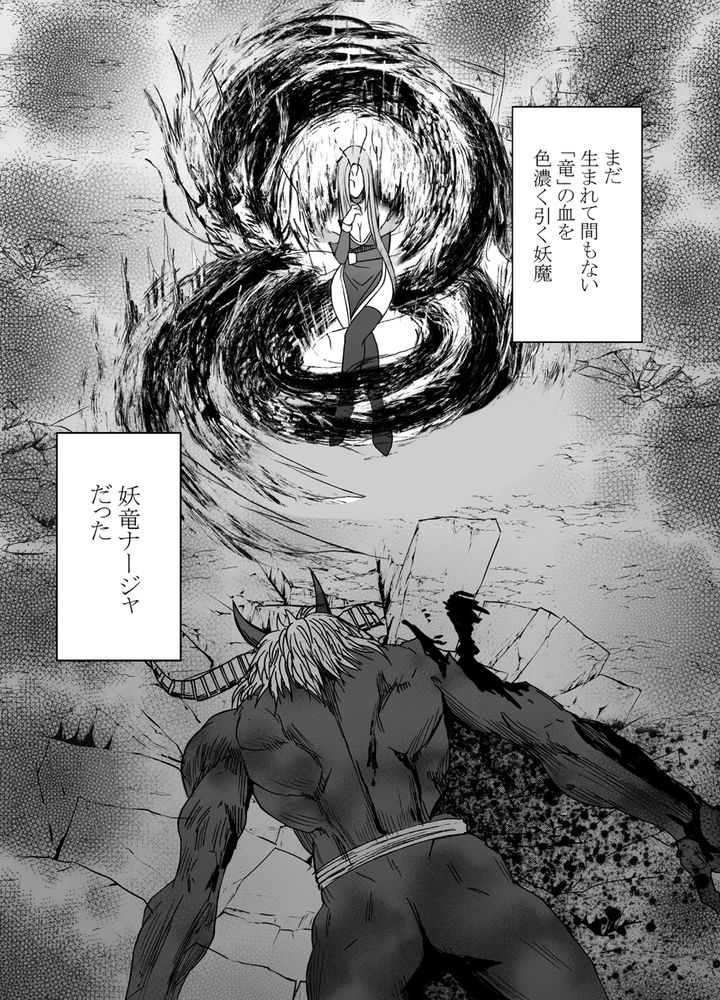 まだ
生まれて間もない
「竜」の血を
色濃く引く妖魔
妖竜ナージャ
だった